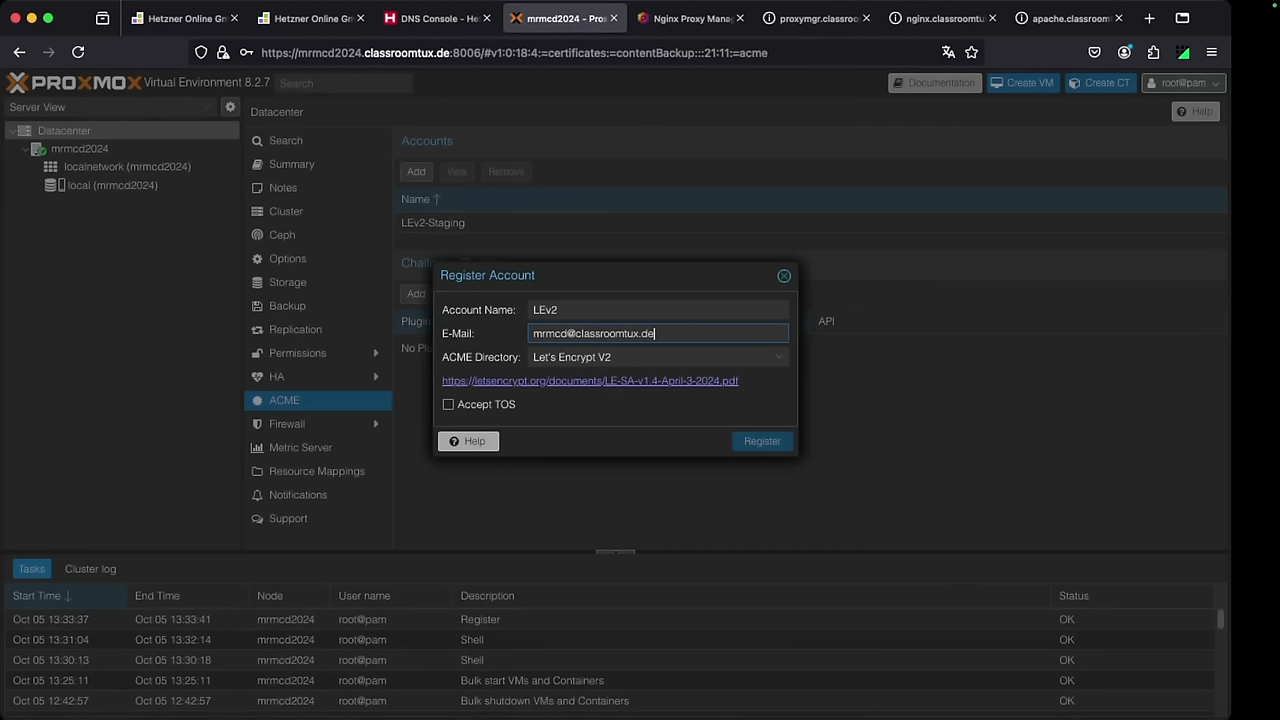 Hetzner Online Gm
Hetzner Online Gm
DNS Console - He
mrmcd2024 - Prox
Nginx Proxy Mana
proxymgr.classroom
nginx.classroomtu
apache.classroom
https://mrmcd2024.classroomtux.de:8006/#v1:0:18:4:=certificates:=contentBackup:::21:11:=acme
PROXMOX Virtual Environment 8.2.7 Search Documentation Create VM Create CT root@pam
Server View
Datacenter
mrmcd2024
localnetwork (mrmcd2024)
local (mrmcd2024)
Datacenter Help
Search
Summary
Notes
Cluster
Ceph
Options
Storage
Backup
Replication
Permissions
HA
ACME
Firewall
Metric Server
Resource Mappings
Notifications
Support
Accounts
Add View Remove
Name
LEv2-Staging
Challe
Add
Plugin API
No Pl
Register Account
Account Name: LEv2
E-Mail: mrmcd@classroomtux.de
ACME Directory: Let's Encrypt V2
https://letsencrypt.org/documents/LE-SA-v1.4-April-3-2024.pdf
Accept TOS
Help Register
Tasks Cluster log
Start Time End Time Node User name Description Status
Oct 05 13:33:37 Oct 05 13:33:41 mrmcd2024 root@pam Register OK
Oct 05 13:31:04 Oct 05 13:32:14 mrmcd2024 root@pam Shell OK
Oct 05 13:30:13 Oct 05 13:30:18 mrmcd2024 root@pam Shell OK
Oct 05 13:25:11 Oct 05 13:25:11 mrmcd2024 root@pam Bulk start VMs and Containers OK
Oct 05 12:42:57 Oct 05 12:42:57 mrmcd2024 root@pam Bulk shutdown VMs and Containers OK